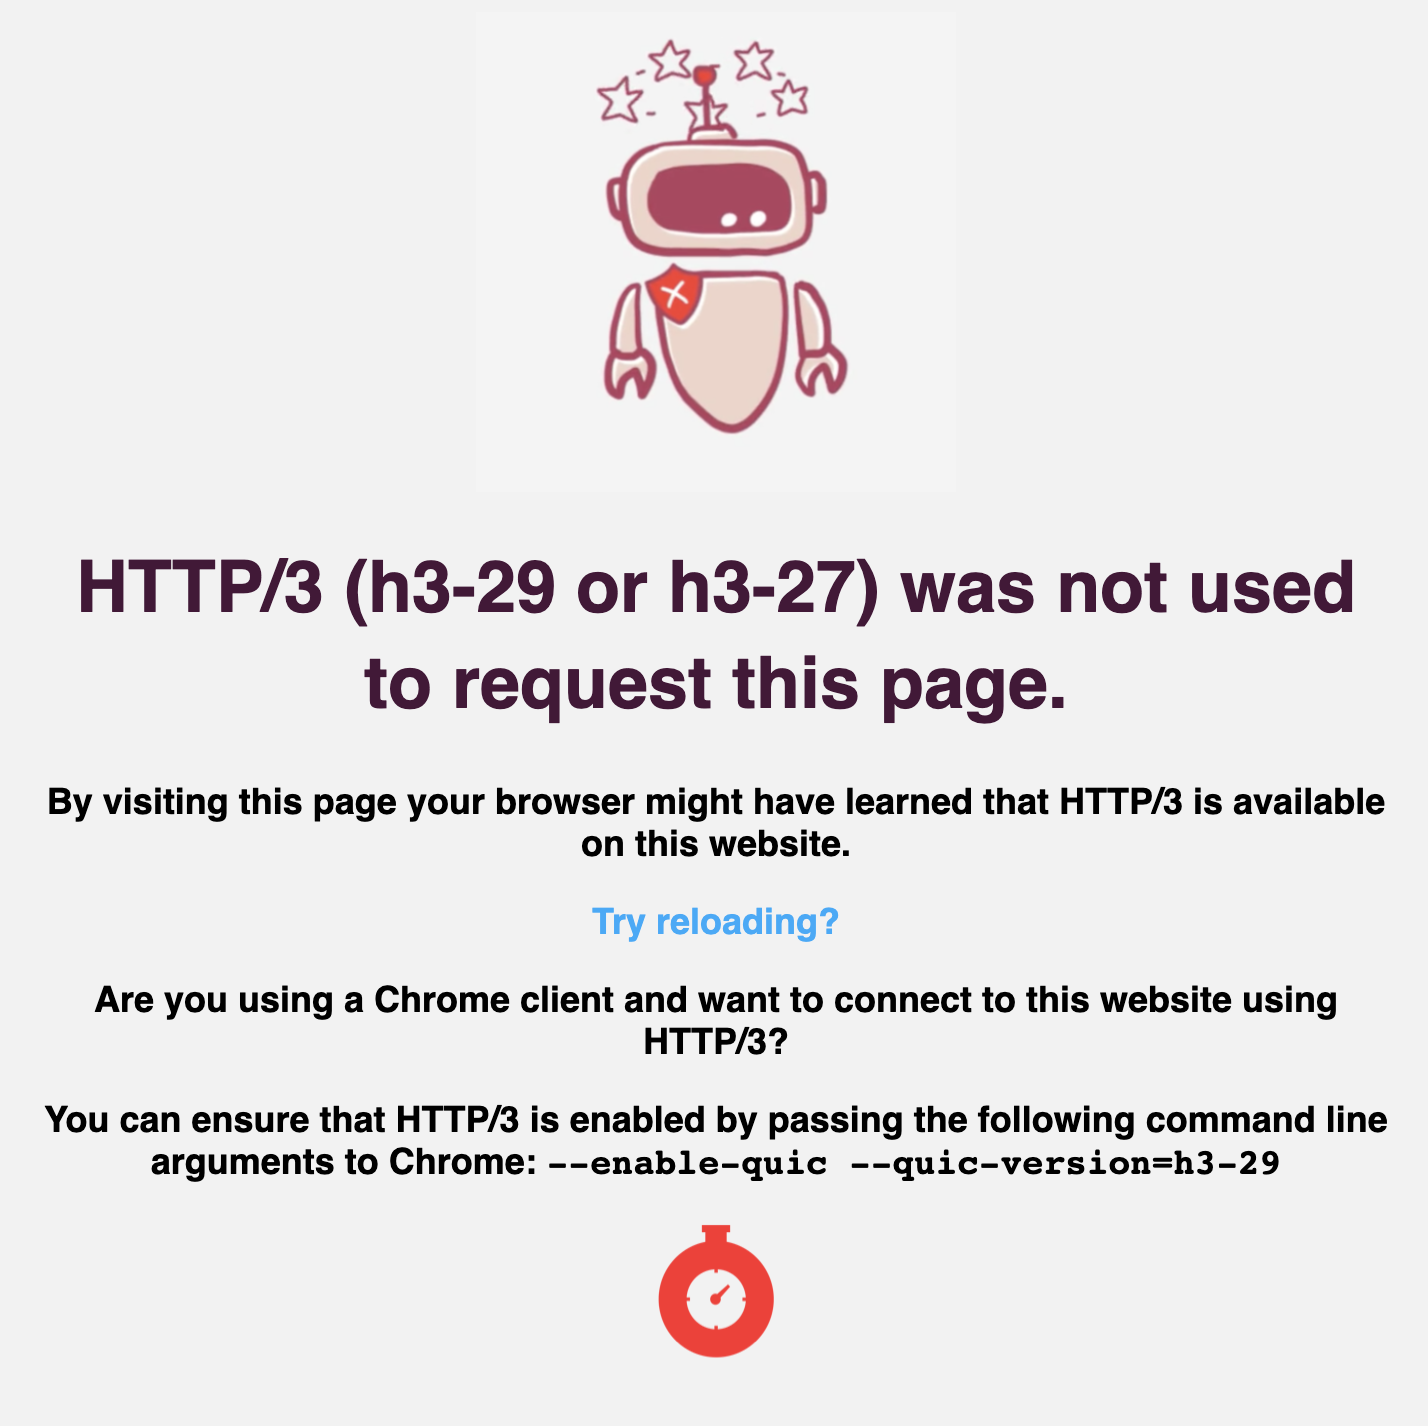 HTTP/3 (h3-29 or h3-27) was not used
to request this page.
By visiting this page your browser might have learned that HTTP/3 is available
on this website.
Try reloading?
Are you using a Chrome client and want to connect to this website using
HTTP/3?
You can ensure that HTTP/3 is enabled by passing the following command line
arguments to Chrome: --enable-quic --quic-version=h3-29